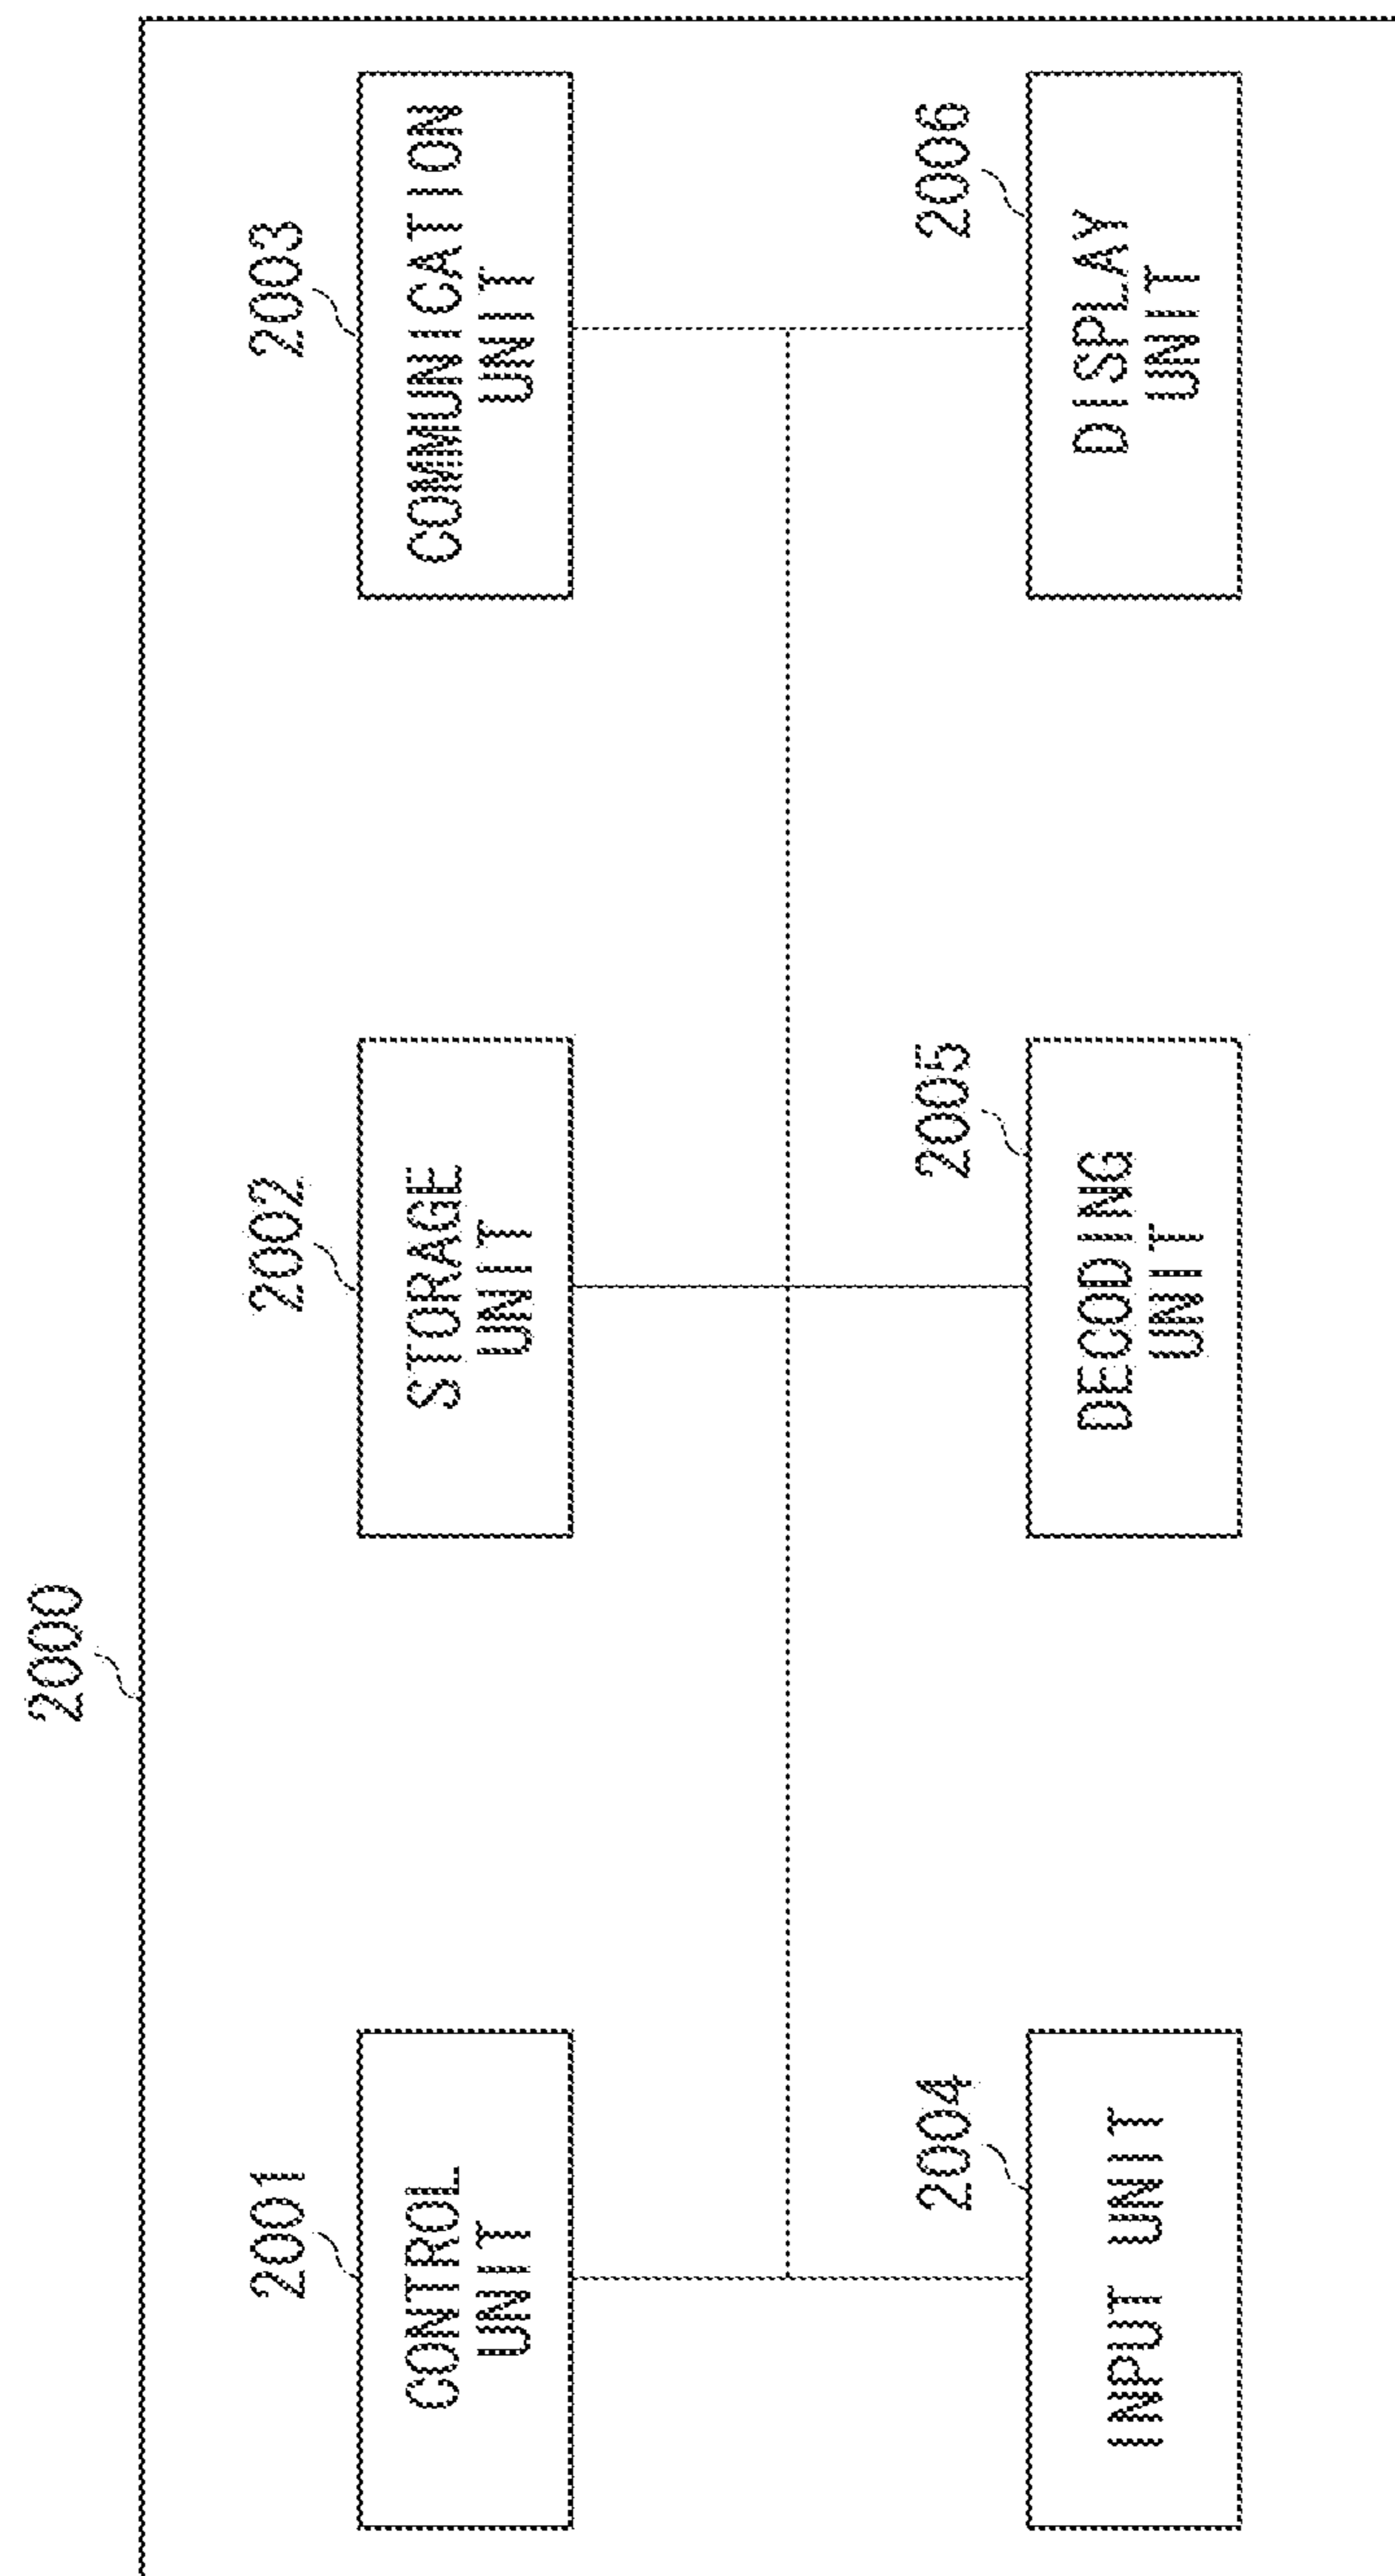 2000
2001
CONTROL
UNIT
2002
STORAGE
UNIT
2003
COMMUNICATION
UNIT
2004
INPUT UNIT
2005
DECODING
UNIT
2006
DISPLAY
UNIT